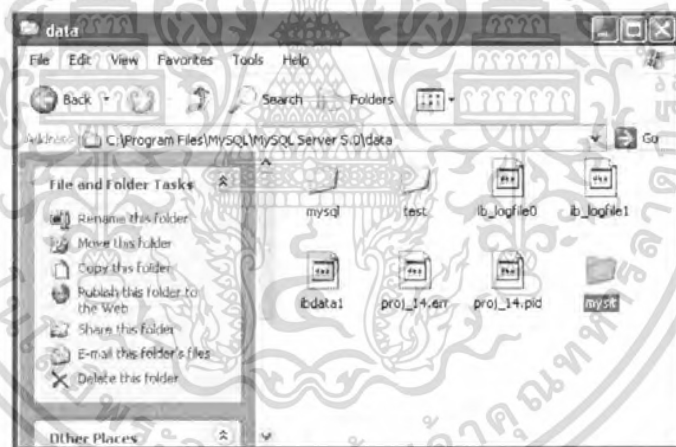 data
File Edit View Favorites Tools Help
Back Search Folders
Address C:\Program Files\MySQL\MySQL Server 5.0\data Go
File and Folder Tasks
Rename this folder
Move this folder
Copy this folder
Publish this folder to
the Web
Share this folder
E-mail this folder's files
Delete this folder
Other Places
mysql test ib_logfile0 ib_logfile1
ibdata1 proj_14.err proj_14.pid